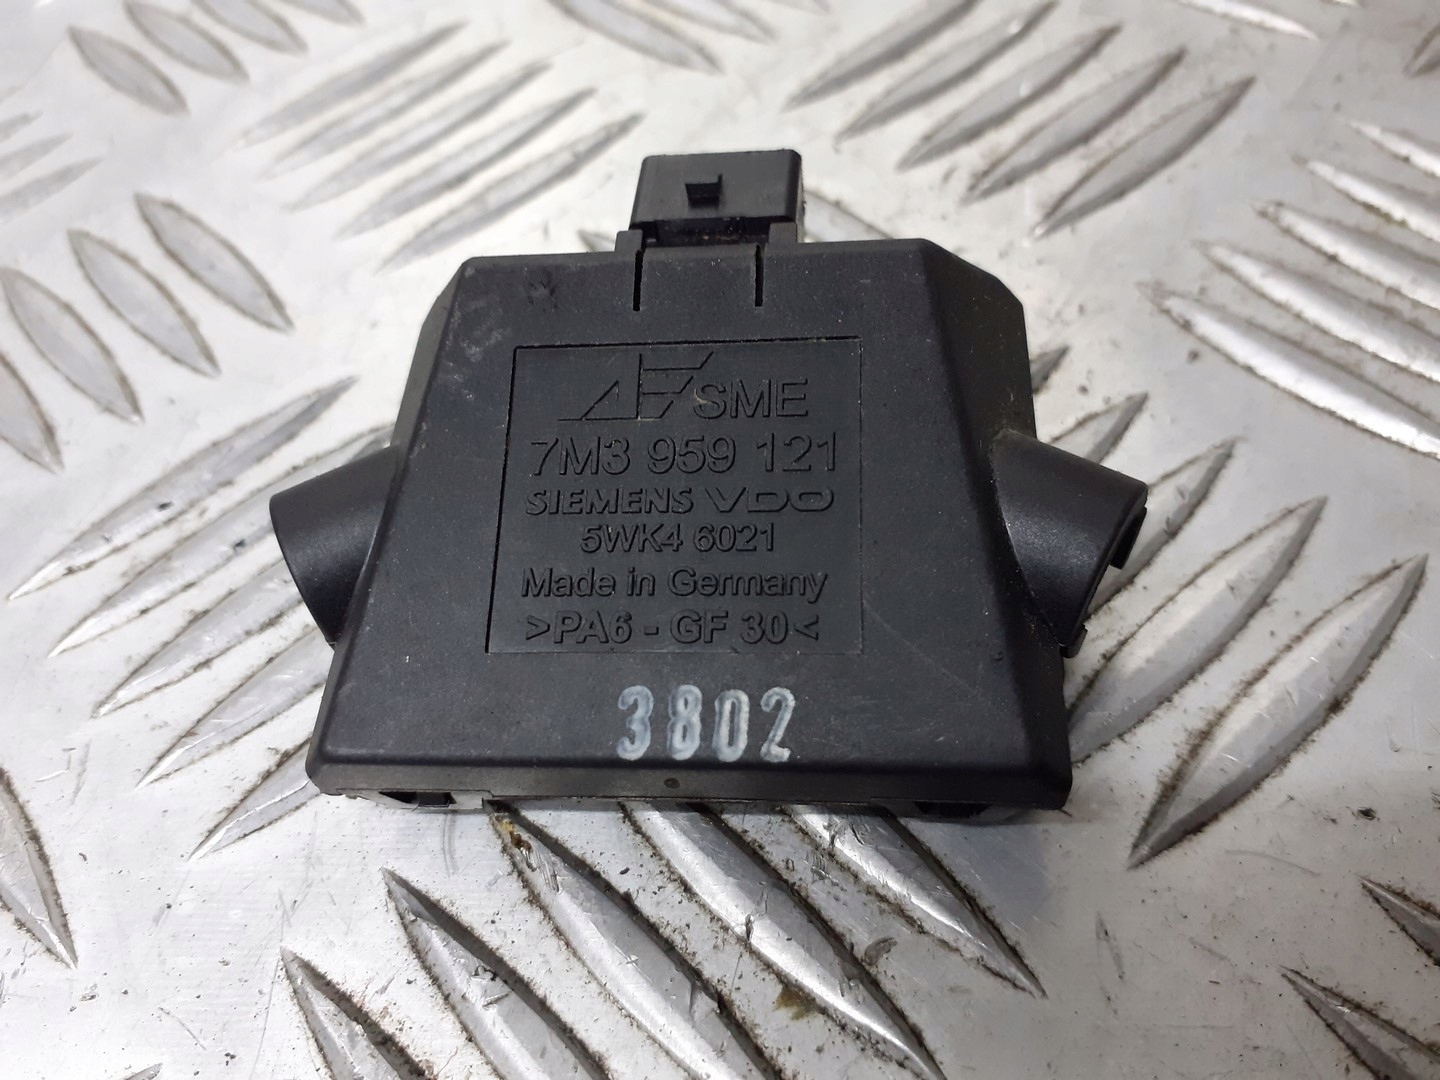 SME
7M3 959 121
SIEMENS VDO
5WK4 6021
Made in Germany
>PA6 - GF 30<
3802